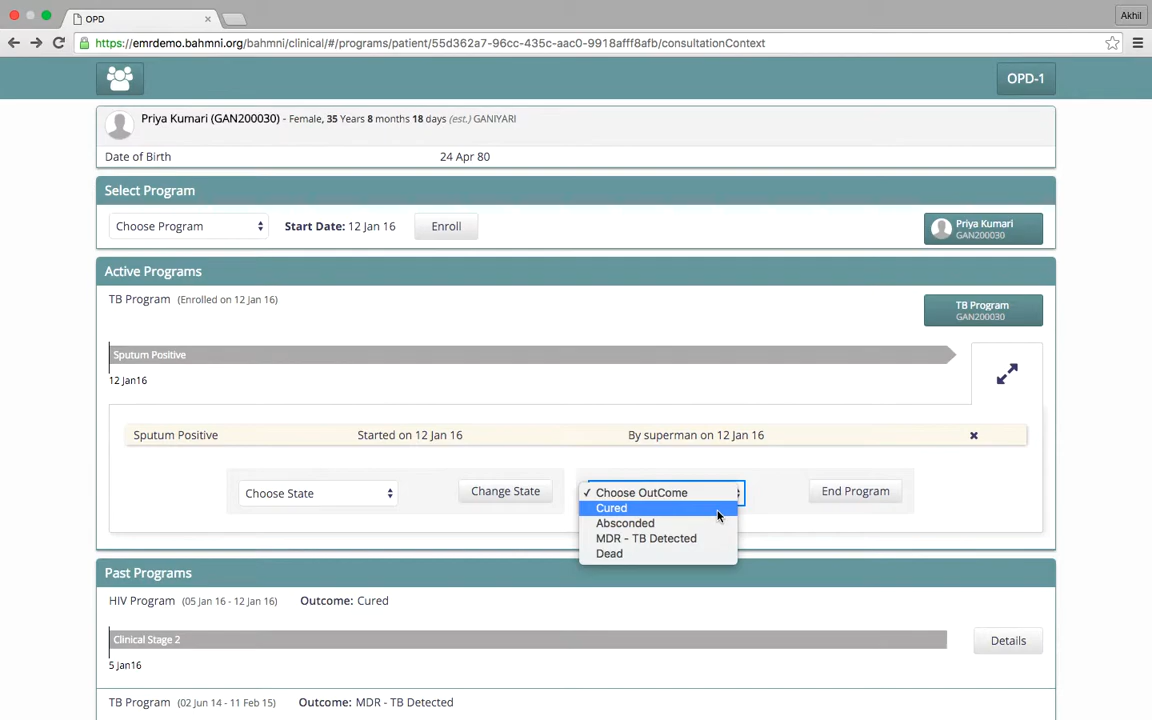 OPD
Akhil
https://emrdemo.bahmni.org/bahmni/clinical/#/programs/patient/55d362a7-96cc-435c-aac0-9918afff8afb/consultationContext
OPD-1
Priya Kumari (GAN200030) - Female, 35 Years 8 months 18 days (est.) GANIYARI
Date of Birth 24 Apr 80
Select Program
Choose Program Start Date: 12 Jan 16 Enroll
Priya Kumari
GAN200030
Active Programs
TB Program (Enrolled on 12 Jan 16)
TB Program
GAN200030
Sputum Positive
12 Jan16
Sputum Positive Started on 12 Jan 16 By superman on 12 Jan 16
Choose State Change State ✓ Choose OutCome End Program
Cured
Absconded
MDR - TB Detected
Dead
Past Programs
HIV Program (05 Jan 16 - 12 Jan 16) Outcome: Cured
Clinical Stage 2
Details
5 Jan16
TB Program (02 Jun 14 - 11 Feb 15) Outcome: MDR - TB Detected